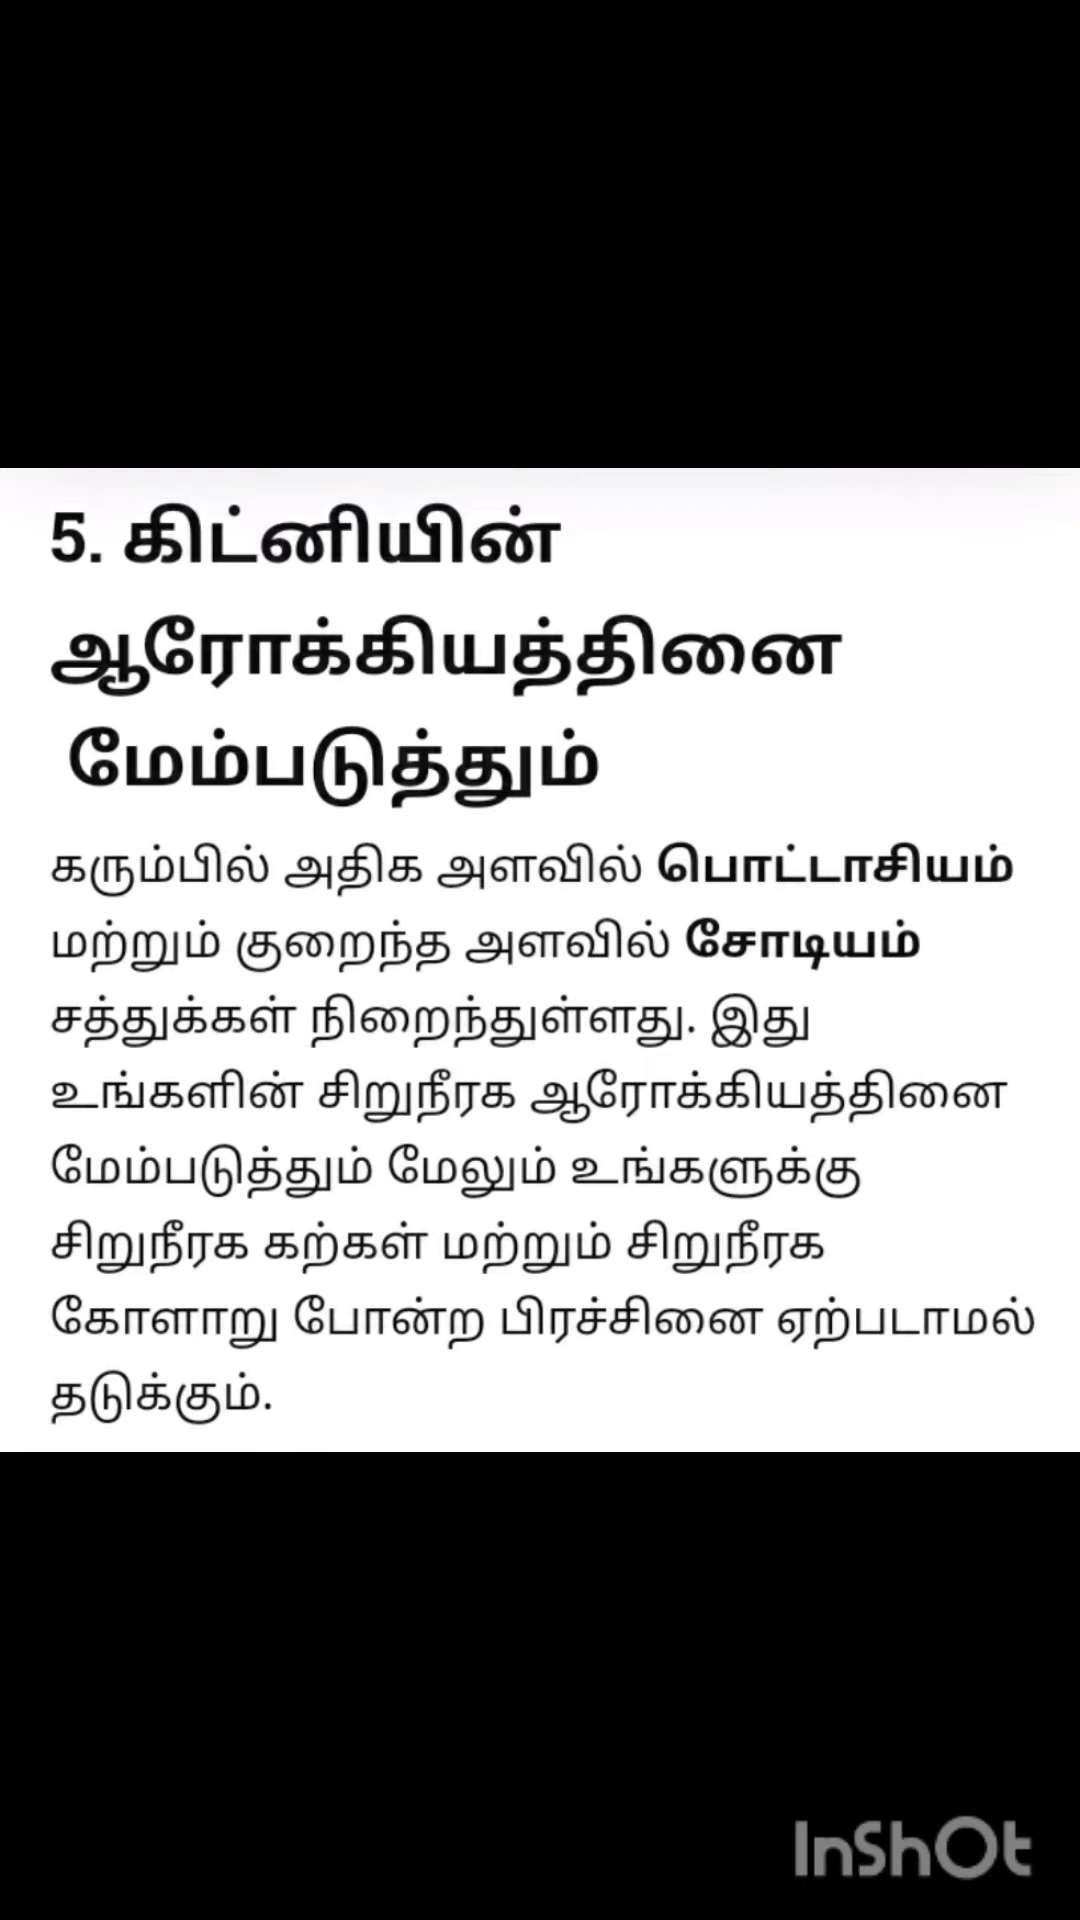 5. கிட்னியின்
ஆரோக்கியத்தினை
மேம்படுத்தும்
கரும்பில் அதிக அளவில் பொட்டாசியம்
மற்றும் குறைந்த அளவில் சோடியம்
சத்துக்கள் நிறைந்துள்ளது. இது
உங்களின் சிறுநீரக ஆரோக்கியத்தினை
மேம்படுத்தும் மேலும் உங்களுக்கு
சிறுநீரக கற்கள் மற்றும் சிறுநீரக
கோளாறு போன்ற பிரச்சினை ஏற்படாமல்
தடுக்கும்.
InShOt